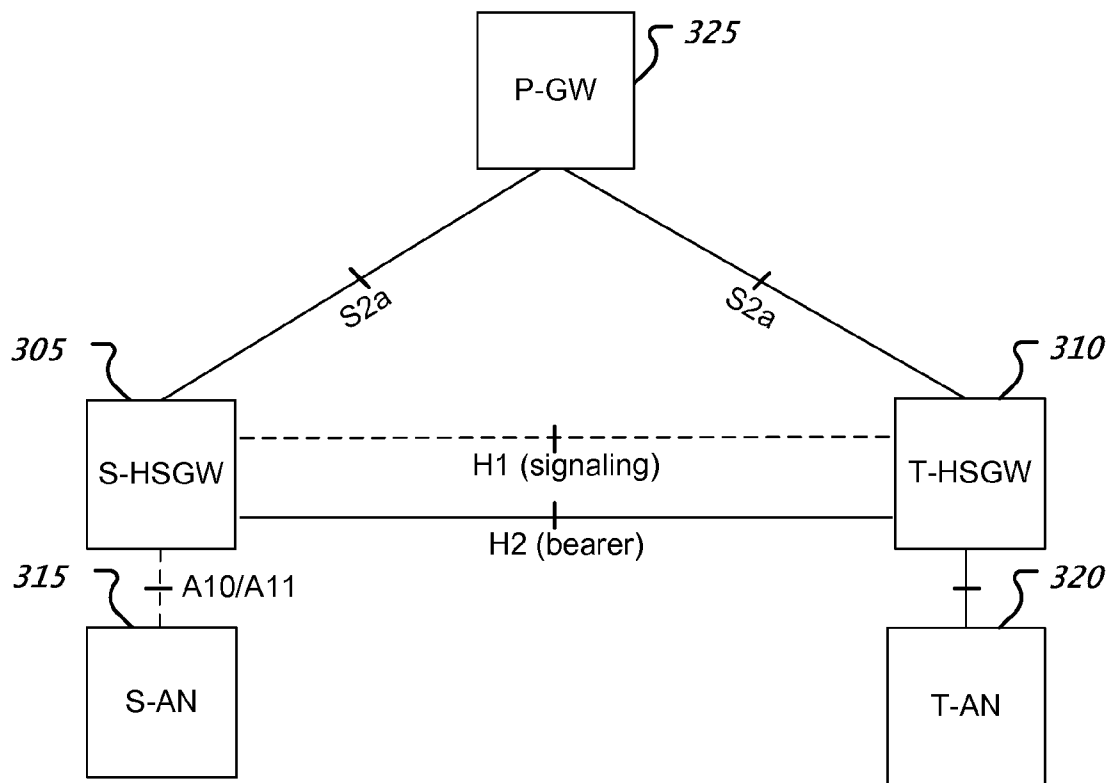 325
P-GW
S2a
S2a
305
310
S-HSGW
H1 (signaling)
T-HSGW
H2 (bearer)
315
A10/A11
320
S-AN
T-AN